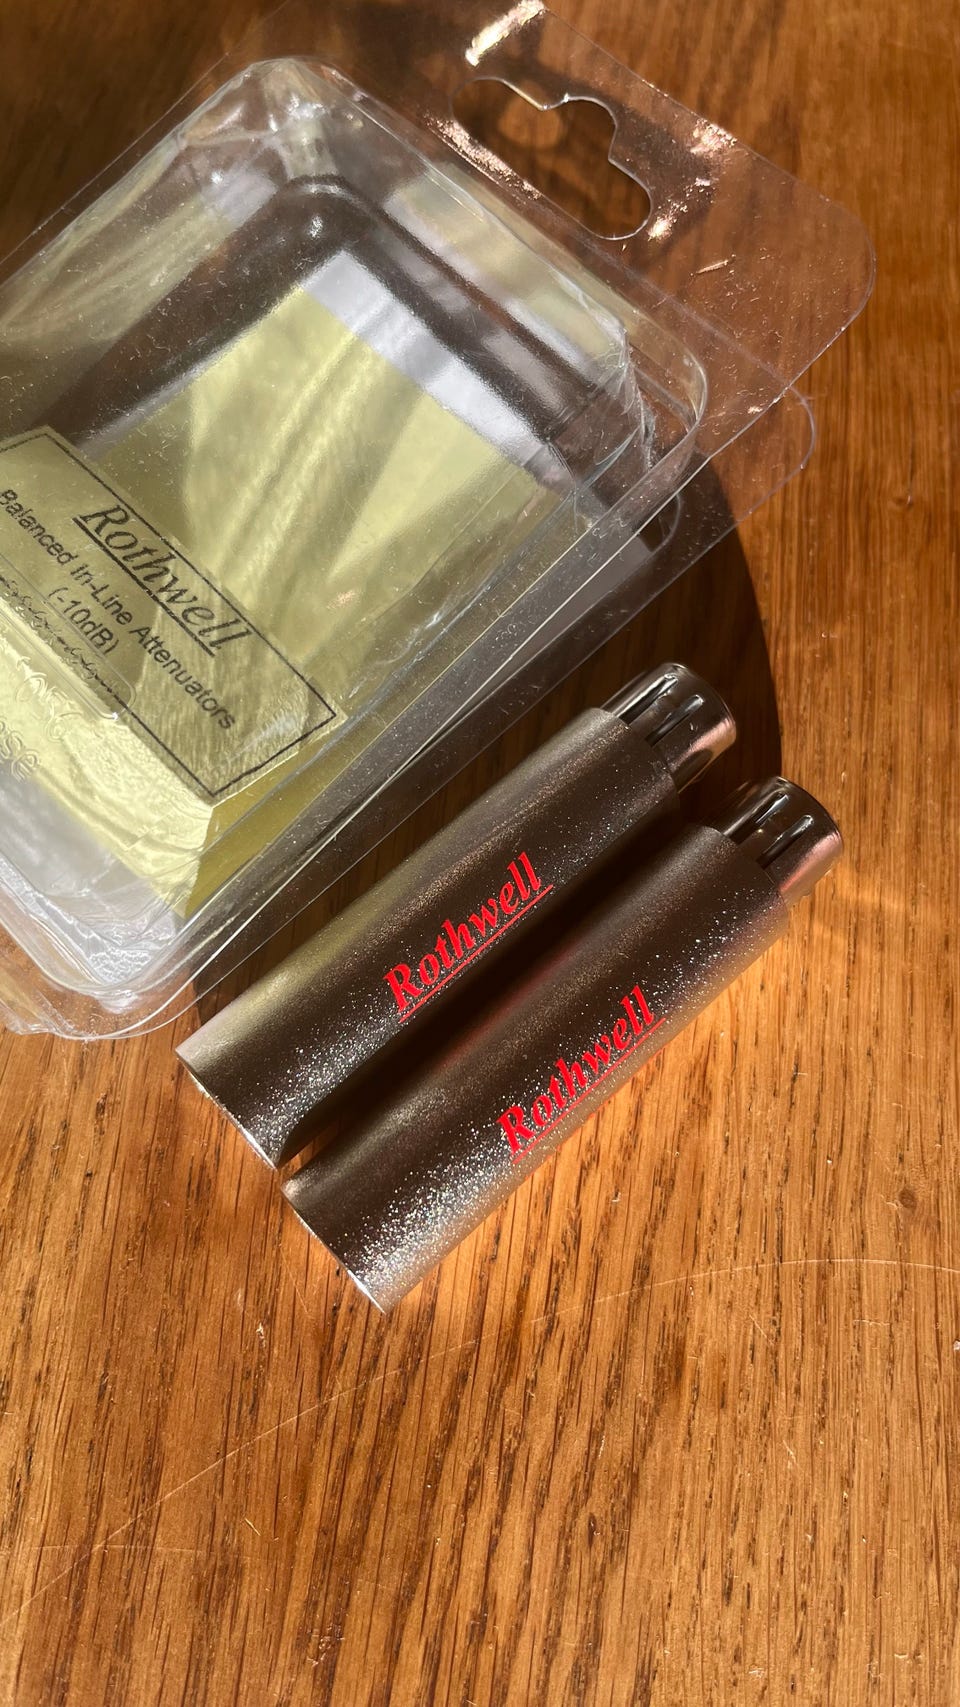 Rothwell
Balanced In-Line Attenuators
(-10dB)
Rothwell
Rothwell